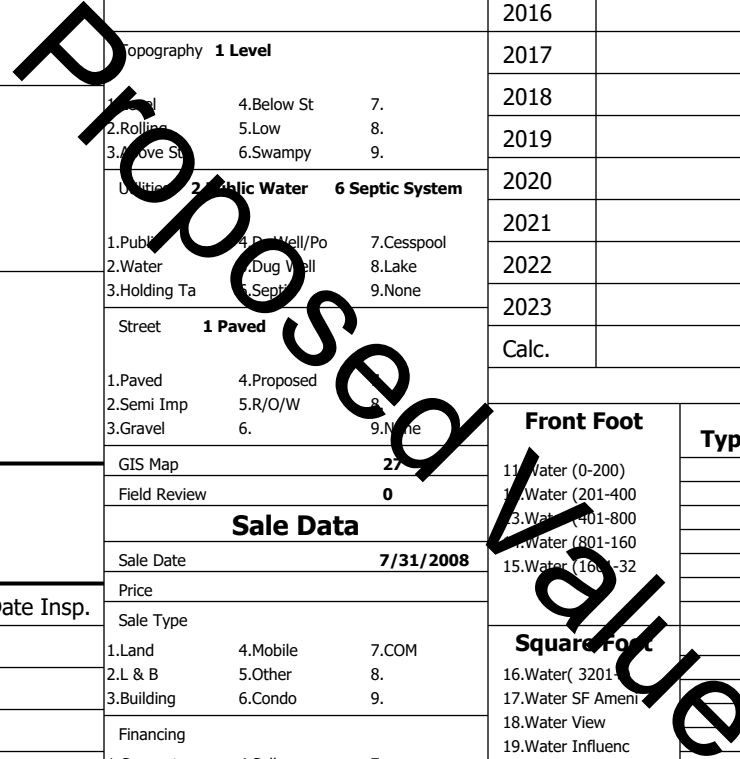 Topography 1 Level
4.Below St 7.
2.Rolling 5.Low 8.
3.Above St 6.Swampy 9.
Utilities 2 Public Water 6 Septic System
4.Dr Well/Po 7.Cesspool
2.Water 5.Dug Well 8.Lake
3.Holding Ta 6.Septic 9.None
Street 1 Paved
1.Paved 4.Proposed
2.Semi Imp 5.R/O/W 8.
3.Gravel 6. 9.None
GIS Map 27
Field Review 0
Sale Data
Sale Date 7/31/2008
Price
Sale Type
1.Land 4.Mobile 7.COM
2.L & B 5.Other 8.
3.Building 6.Condo 9.
Financing
Date Insp.
2016
2017
2018
2019
2020
2021
2022
2023
Calc.
Front Foot
Typ
11.Water (0-200)
12.Water (201-400
13.Water (401-800
14.Water (801-160
15.Water (1601-32
Square Foot
16.Water( 3201-
17.Water SF Ameni
18.Water View
19.Water Influenc
Proposed Value